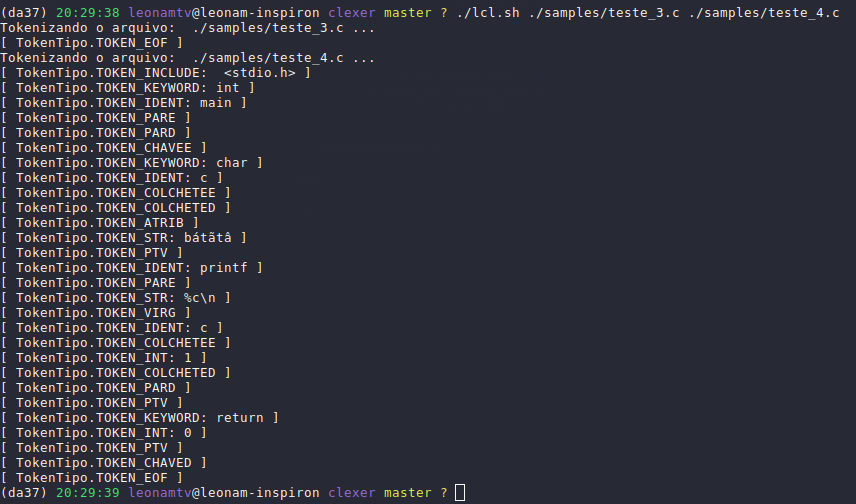 (da37) 20:29:38 leonamtv@leonam-inspiron clexer master ? ./lcl.sh ./samples/teste_3.c ./samples/teste_4.c
Tokenizando o arquivo:  ./samples/teste_3.c ...
[ TokenTipo.TOKEN_EOF ]
Tokenizando o arquivo:  ./samples/teste_4.c ...
[ TokenTipo.TOKEN_INCLUDE:  <stdio.h> ]
[ TokenTipo.TOKEN_KEYWORD: int ]
[ TokenTipo.TOKEN_IDENT: main ]
[ TokenTipo.TOKEN_PARE ]
[ TokenTipo.TOKEN_PARD ]
[ TokenTipo.TOKEN_CHAVEE ]
[ TokenTipo.TOKEN_KEYWORD: char ]
[ TokenTipo.TOKEN_IDENT: c ]
[ TokenTipo.TOKEN_COLCHETEE ]
[ TokenTipo.TOKEN_COLCHETED ]
[ TokenTipo.TOKEN_ATRIB ]
[ TokenTipo.TOKEN_STR: bátãtâ ]
[ TokenTipo.TOKEN_PTV ]
[ TokenTipo.TOKEN_IDENT: printf ]
[ TokenTipo.TOKEN_PARE ]
[ TokenTipo.TOKEN_STR: %c\n ]
[ TokenTipo.TOKEN_VIRG ]
[ TokenTipo.TOKEN_IDENT: c ]
[ TokenTipo.TOKEN_COLCHETEE ]
[ TokenTipo.TOKEN_INT: 1 ]
[ TokenTipo.TOKEN_COLCHETED ]
[ TokenTipo.TOKEN_PARD ]
[ TokenTipo.TOKEN_PTV ]
[ TokenTipo.TOKEN_KEYWORD: return ]
[ TokenTipo.TOKEN_INT: 0 ]
[ TokenTipo.TOKEN_PTV ]
[ TokenTipo.TOKEN_CHAVED ]
[ TokenTipo.TOKEN_EOF ]
(da37) 20:29:39 leonamtv@leonam-inspiron clexer master ?